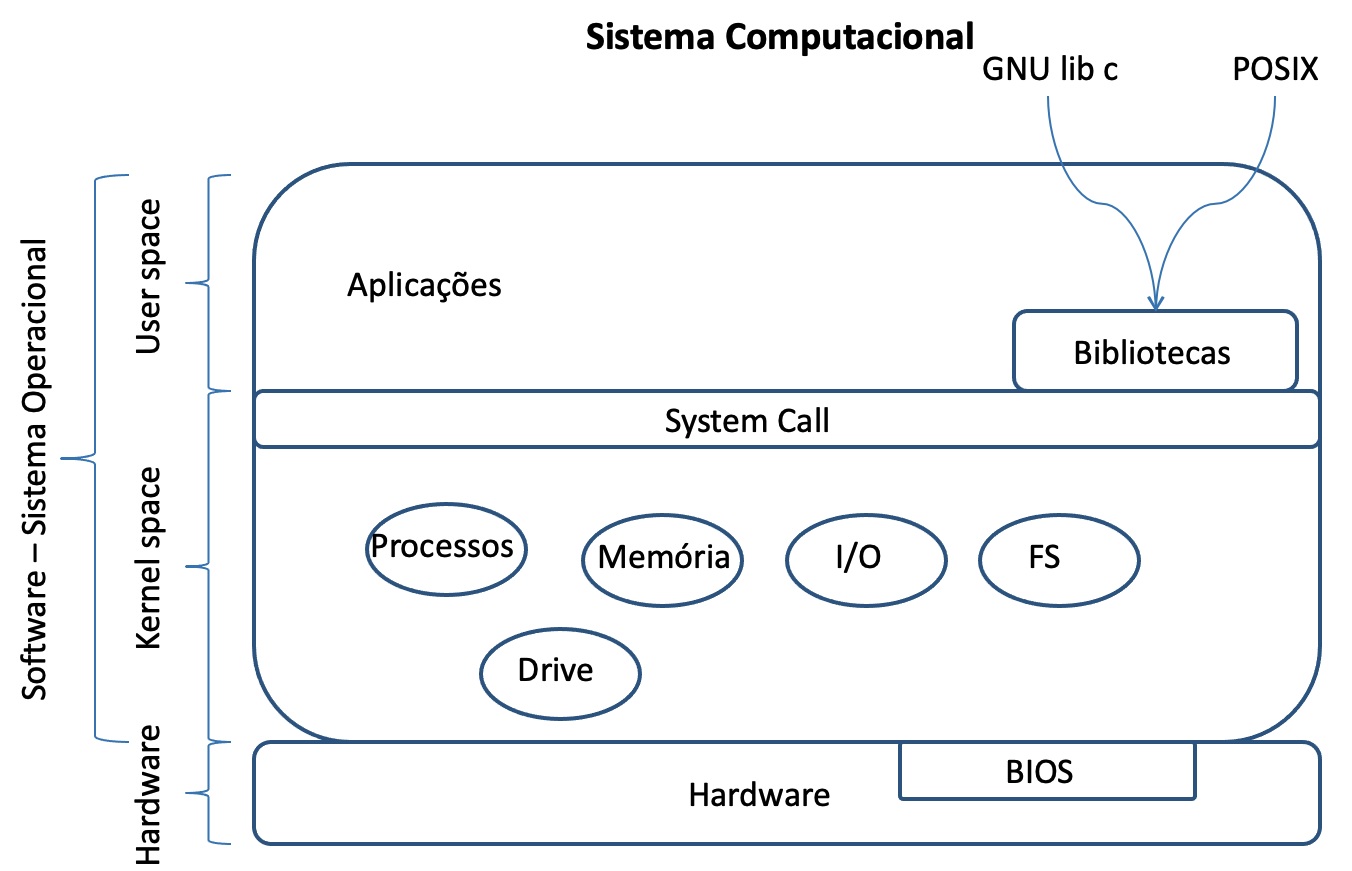 Sistema Computacional
GNU lib c
POSIX
Software – Sistema Operacional
User space
Aplicações
Bibliotecas
System Call
Kernel space
Processos
Memória
I/O
FS
Drive
Hardware
Hardware
BIOS